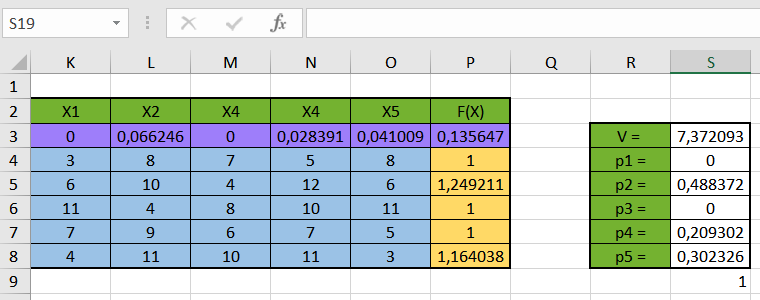 S19 fx
K L M N O P Q R S
1
2 X1 X2 X4 X4 X5 F(X)
3 0 0,066246 0 0,028391 0,041009 0,135647 V = 7,372093
4 3 8 7 5 8 1 p1 = 0
5 6 10 4 12 6 1,249211 p2 = 0,488372
6 11 4 8 10 11 1 p3 = 0
7 7 9 6 7 5 1 p4 = 0,209302
8 4 11 10 11 3 1,164038 p5 = 0,302326
9 1